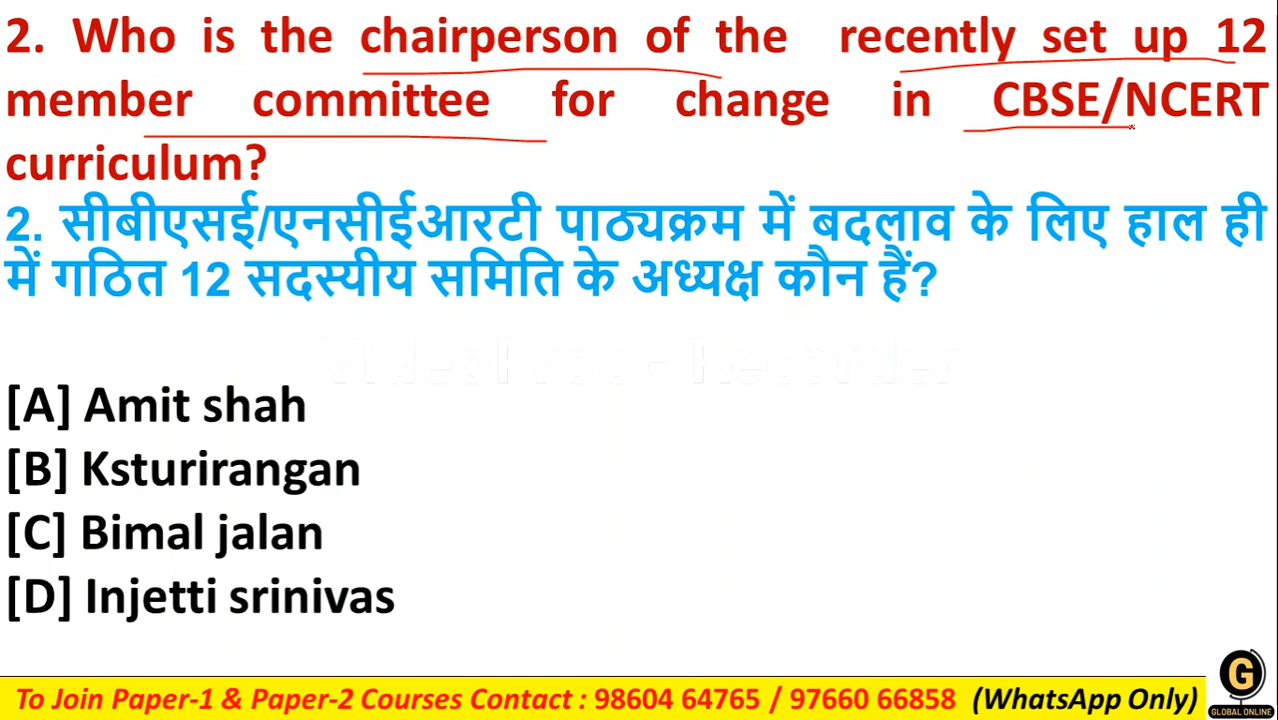 2. Who is the chairperson of the recently set up 12
member committee for change in CBSE/NCERT
curriculum?
2. सीबीएसई/एनसीईआरटी पाठ्यक्रम में बदलाव के लिए हाल ही
में गठित 12 सदस्यीय समिति के अध्यक्ष कौन हैं?
VideoProc - Recorder
[A] Amit shah
[B] Ksturirangan
[C] Bimal jalan
[D] Injetti srinivas
To Join Paper-1 & Paper-2 Courses Contact : 98604 64765 / 97660 66858 (WhatsApp Only)
G
GLOBAL ONLINE